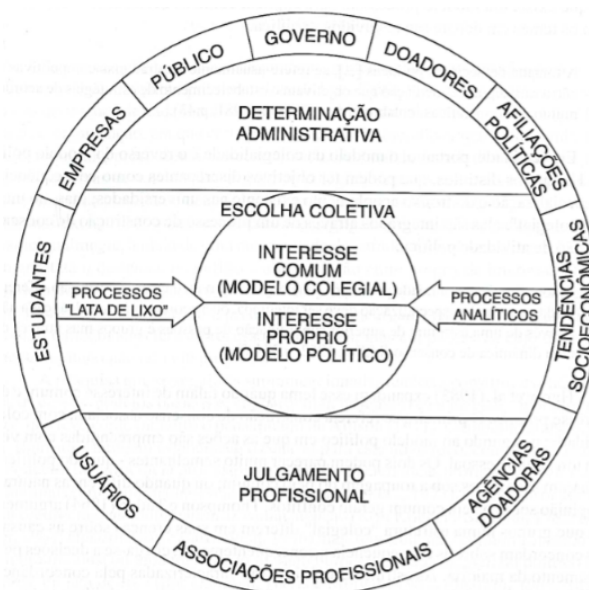 GOVERNO
DOADORES
AFILIAÇÕES
POLÍTICAS
TENDÊNCIAS
SOCIOECONÔMICAS
AGÊNCIAS
DOADORAS
ASSOCIAÇÕES PROFISSIONAIS
USUÁRIOS
ESTUDANTES
EMPRESAS
PÚBLICO
DETERMINAÇÃO
ADMINISTRATIVA
ESCOLHA COLETIVA
INTERESSE
COMUM
(MODELO COLEGIAL)
PROCESSOS
"LATA DE LIXO"
PROCESSOS
ANALÍTICOS
INTERESSE
PRÓPRIO
(MODELO POLÍTICO)
JULGAMENTO
PROFISSIONAL